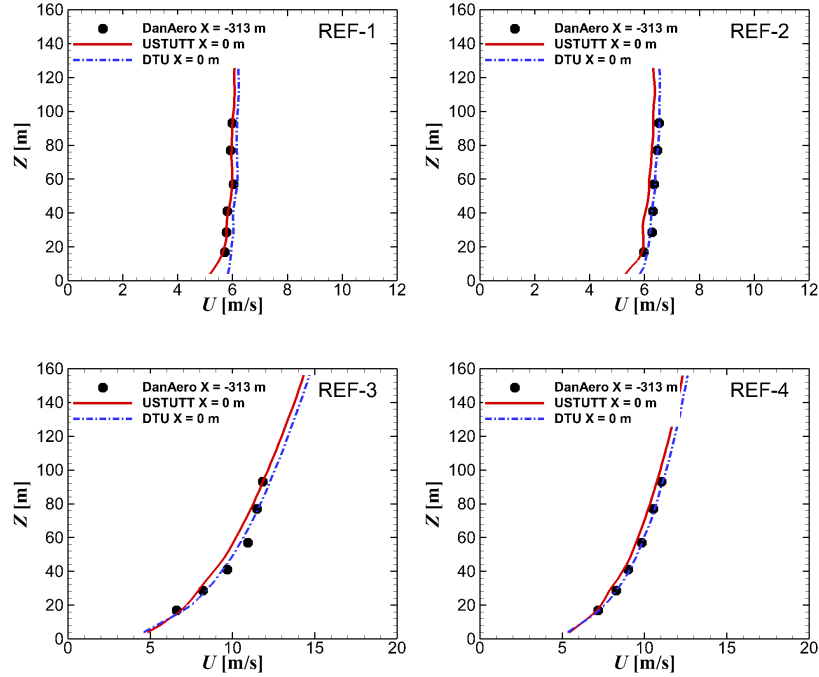 160
140
120
100
80
60
40
20
0
Z [m]
DanAero X = -313 m
USTUTT X = 0 m
DTU X = 0 m
REF-1
0 2 4 6 8 10 12
U [m/s]
160
140
120
100
80
60
40
20
0
Z [m]
DanAero X = -313 m
USTUTT X = 0 m
DTU X = 0 m
REF-2
0 2 4 6 8 10 12
U [m/s]
160
140
120
100
80
60
40
20
0
Z [m]
DanAero X = -313 m
USTUTT X = 0 m
DTU X = 0 m
REF-3
0 5 10 15 20
U [m/s]
160
140
120
100
80
60
40
20
0
Z [m]
DanAero X = -313 m
USTUTT X = 0 m
DTU X = 0 m
REF-4
0 5 10 15 20
U [m/s]